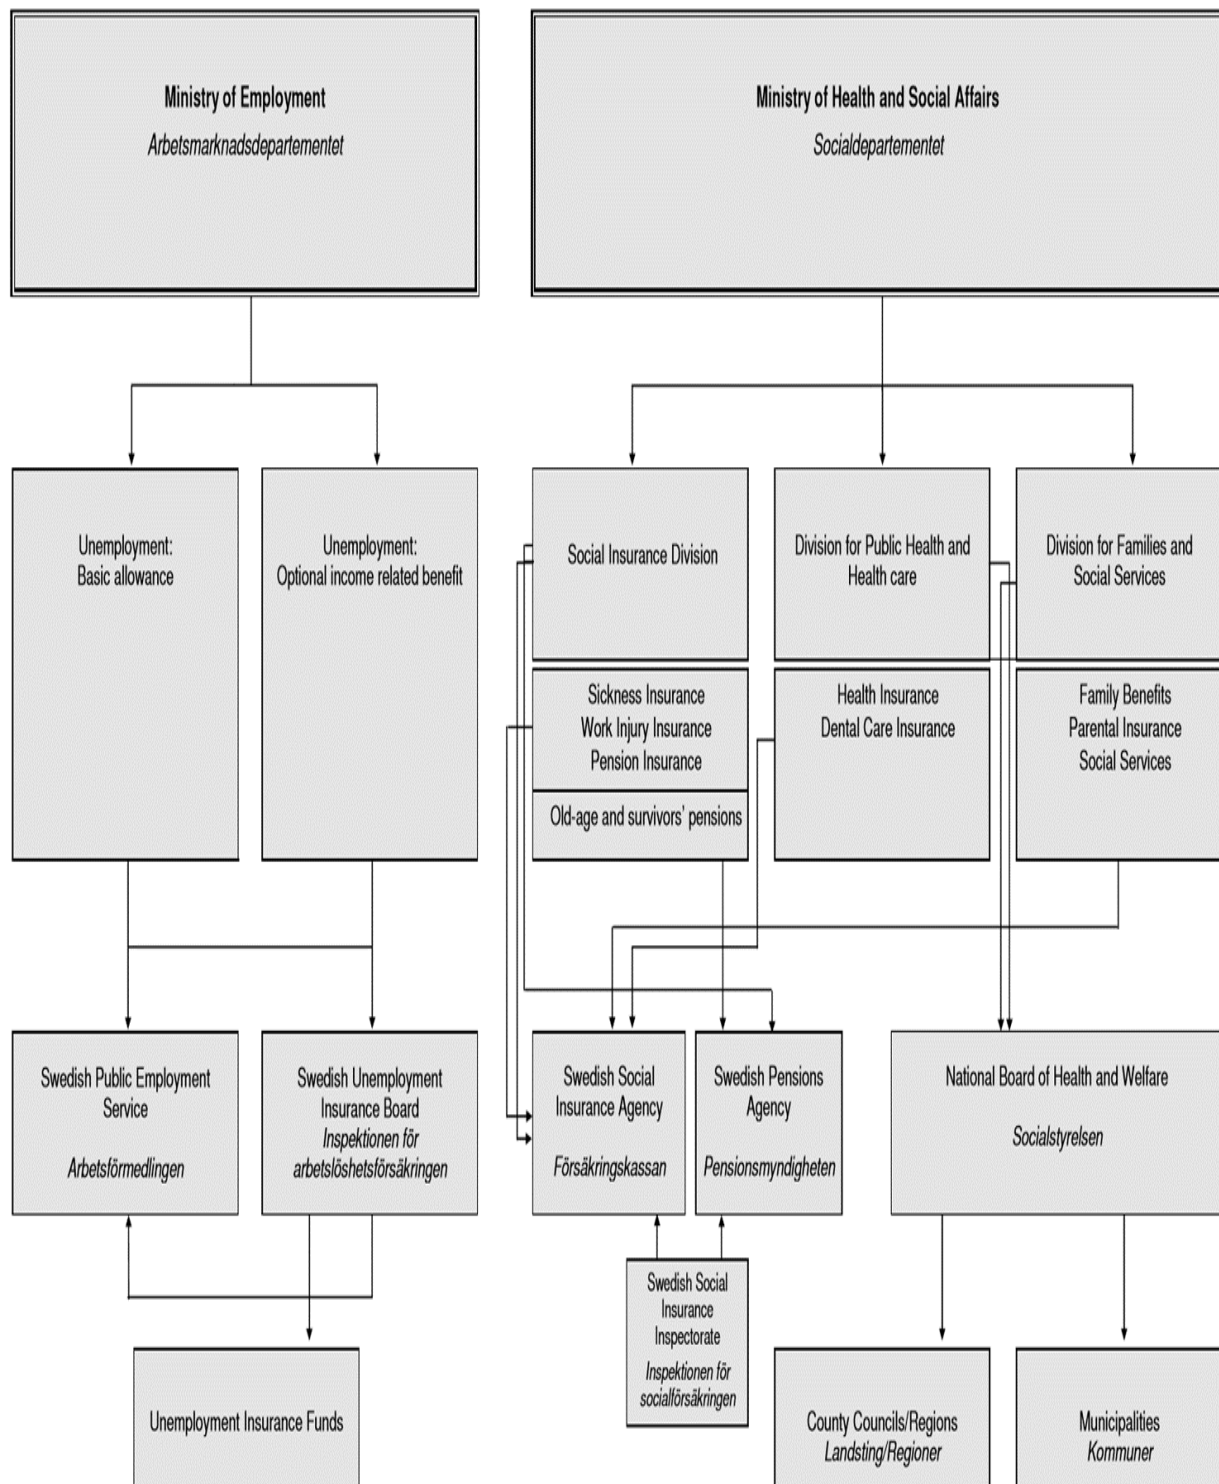 Ministry of Employment
Arbetsmarknadsdepartementet
Ministry of Health and Social Affairs
Socialdepartementet
Unemployment:
Basic allowance
Unemployment:
Optional income related benefit
Social Insurance Division
Division for Public Health and
Health care
Division for Families and
Social Services
Sickness Insurance
Work Injury Insurance
Pension Insurance
Old-age and survivors' pensions
Health Insurance
Dental Care Insurance
Family Benefits
Parental Insurance
Social Services
Swedish Public Employment
Service
Arbetsförmedlingen
Swedish Unemployment
Insurance Board
Inspektionen för
arbetslöshetsförsäkringen
Swedish Social
Insurance Agency
Försäkringskassan
Swedish Pensions
Agency
Pensionsmyndigheten
National Board of Health and Welfare
Socialstyrelsen
Swedish Social
Insurance
Inspectorate
Inspektionen för
socialförsäkringen
Unemployment Insurance Funds
County Councils/Regions
Landsting/Regioner
Municipalities
Kommuner